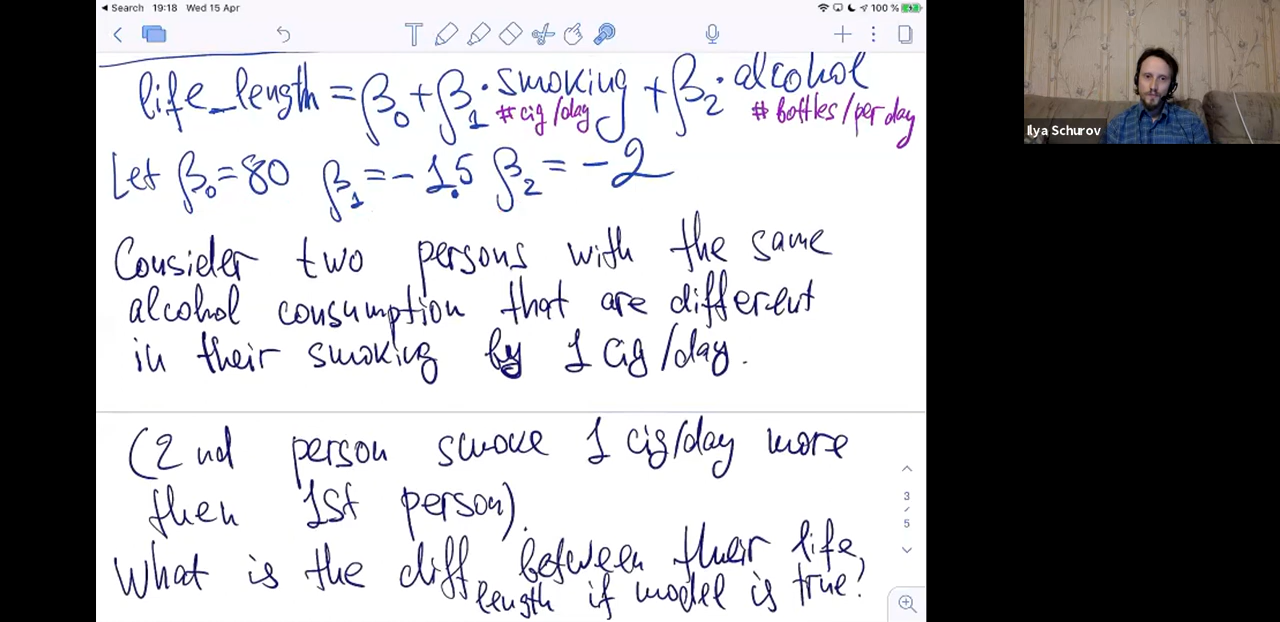 Search 19:18 Wed 15 Apr 100 %
life_length = β₀ + β₁ · smoking + β₂ · alcohol
# cig/day # bottles/per day
Let β₀ = 80 β₁ = - 1.5 β₂ = - 2
Consider two persons with the same
alcohol consumption that are different
in their smoking by 1 cig/day.
(2nd person smoke 1 cig/day more
then 1st person).
What is the diff between their life
length if model is true?
3
/
5
Ilya Schurov